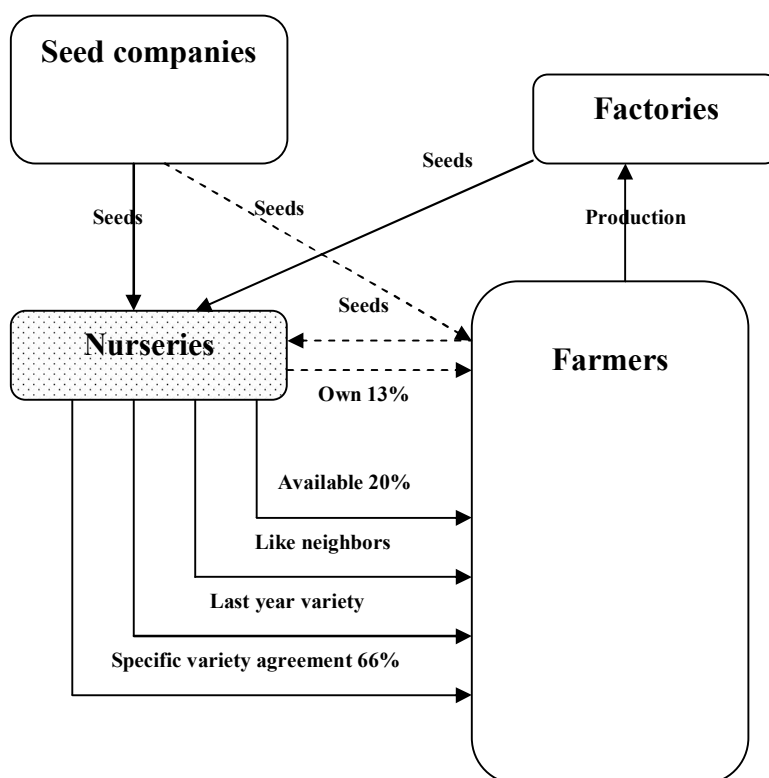 Seed companies
Factories
Seeds
Seeds
Seeds
Production
Seeds
Nurseries
Farmers
Own 13%
Available 20%
Like neighbors
Last year variety
Specific variety agreement 66%